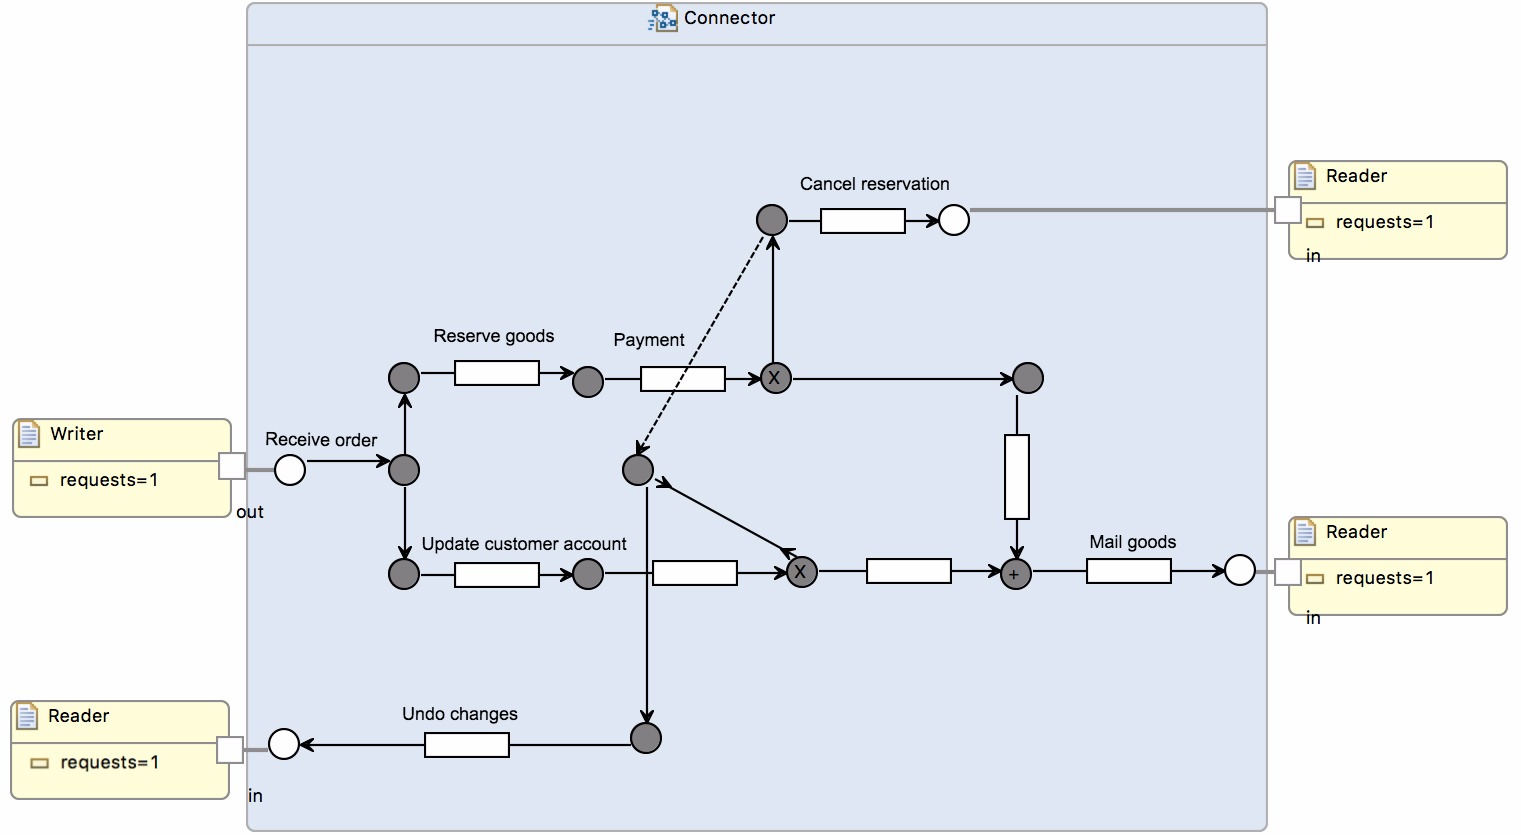 Connector
Cancel reservation
Reader
requests=1
in
Reserve goods
Payment
X
Writer
requests=1
out
Receive order
Update customer account
X
+
Mail goods
Reader
requests=1
in
Reader
requests=1
in
Undo changes